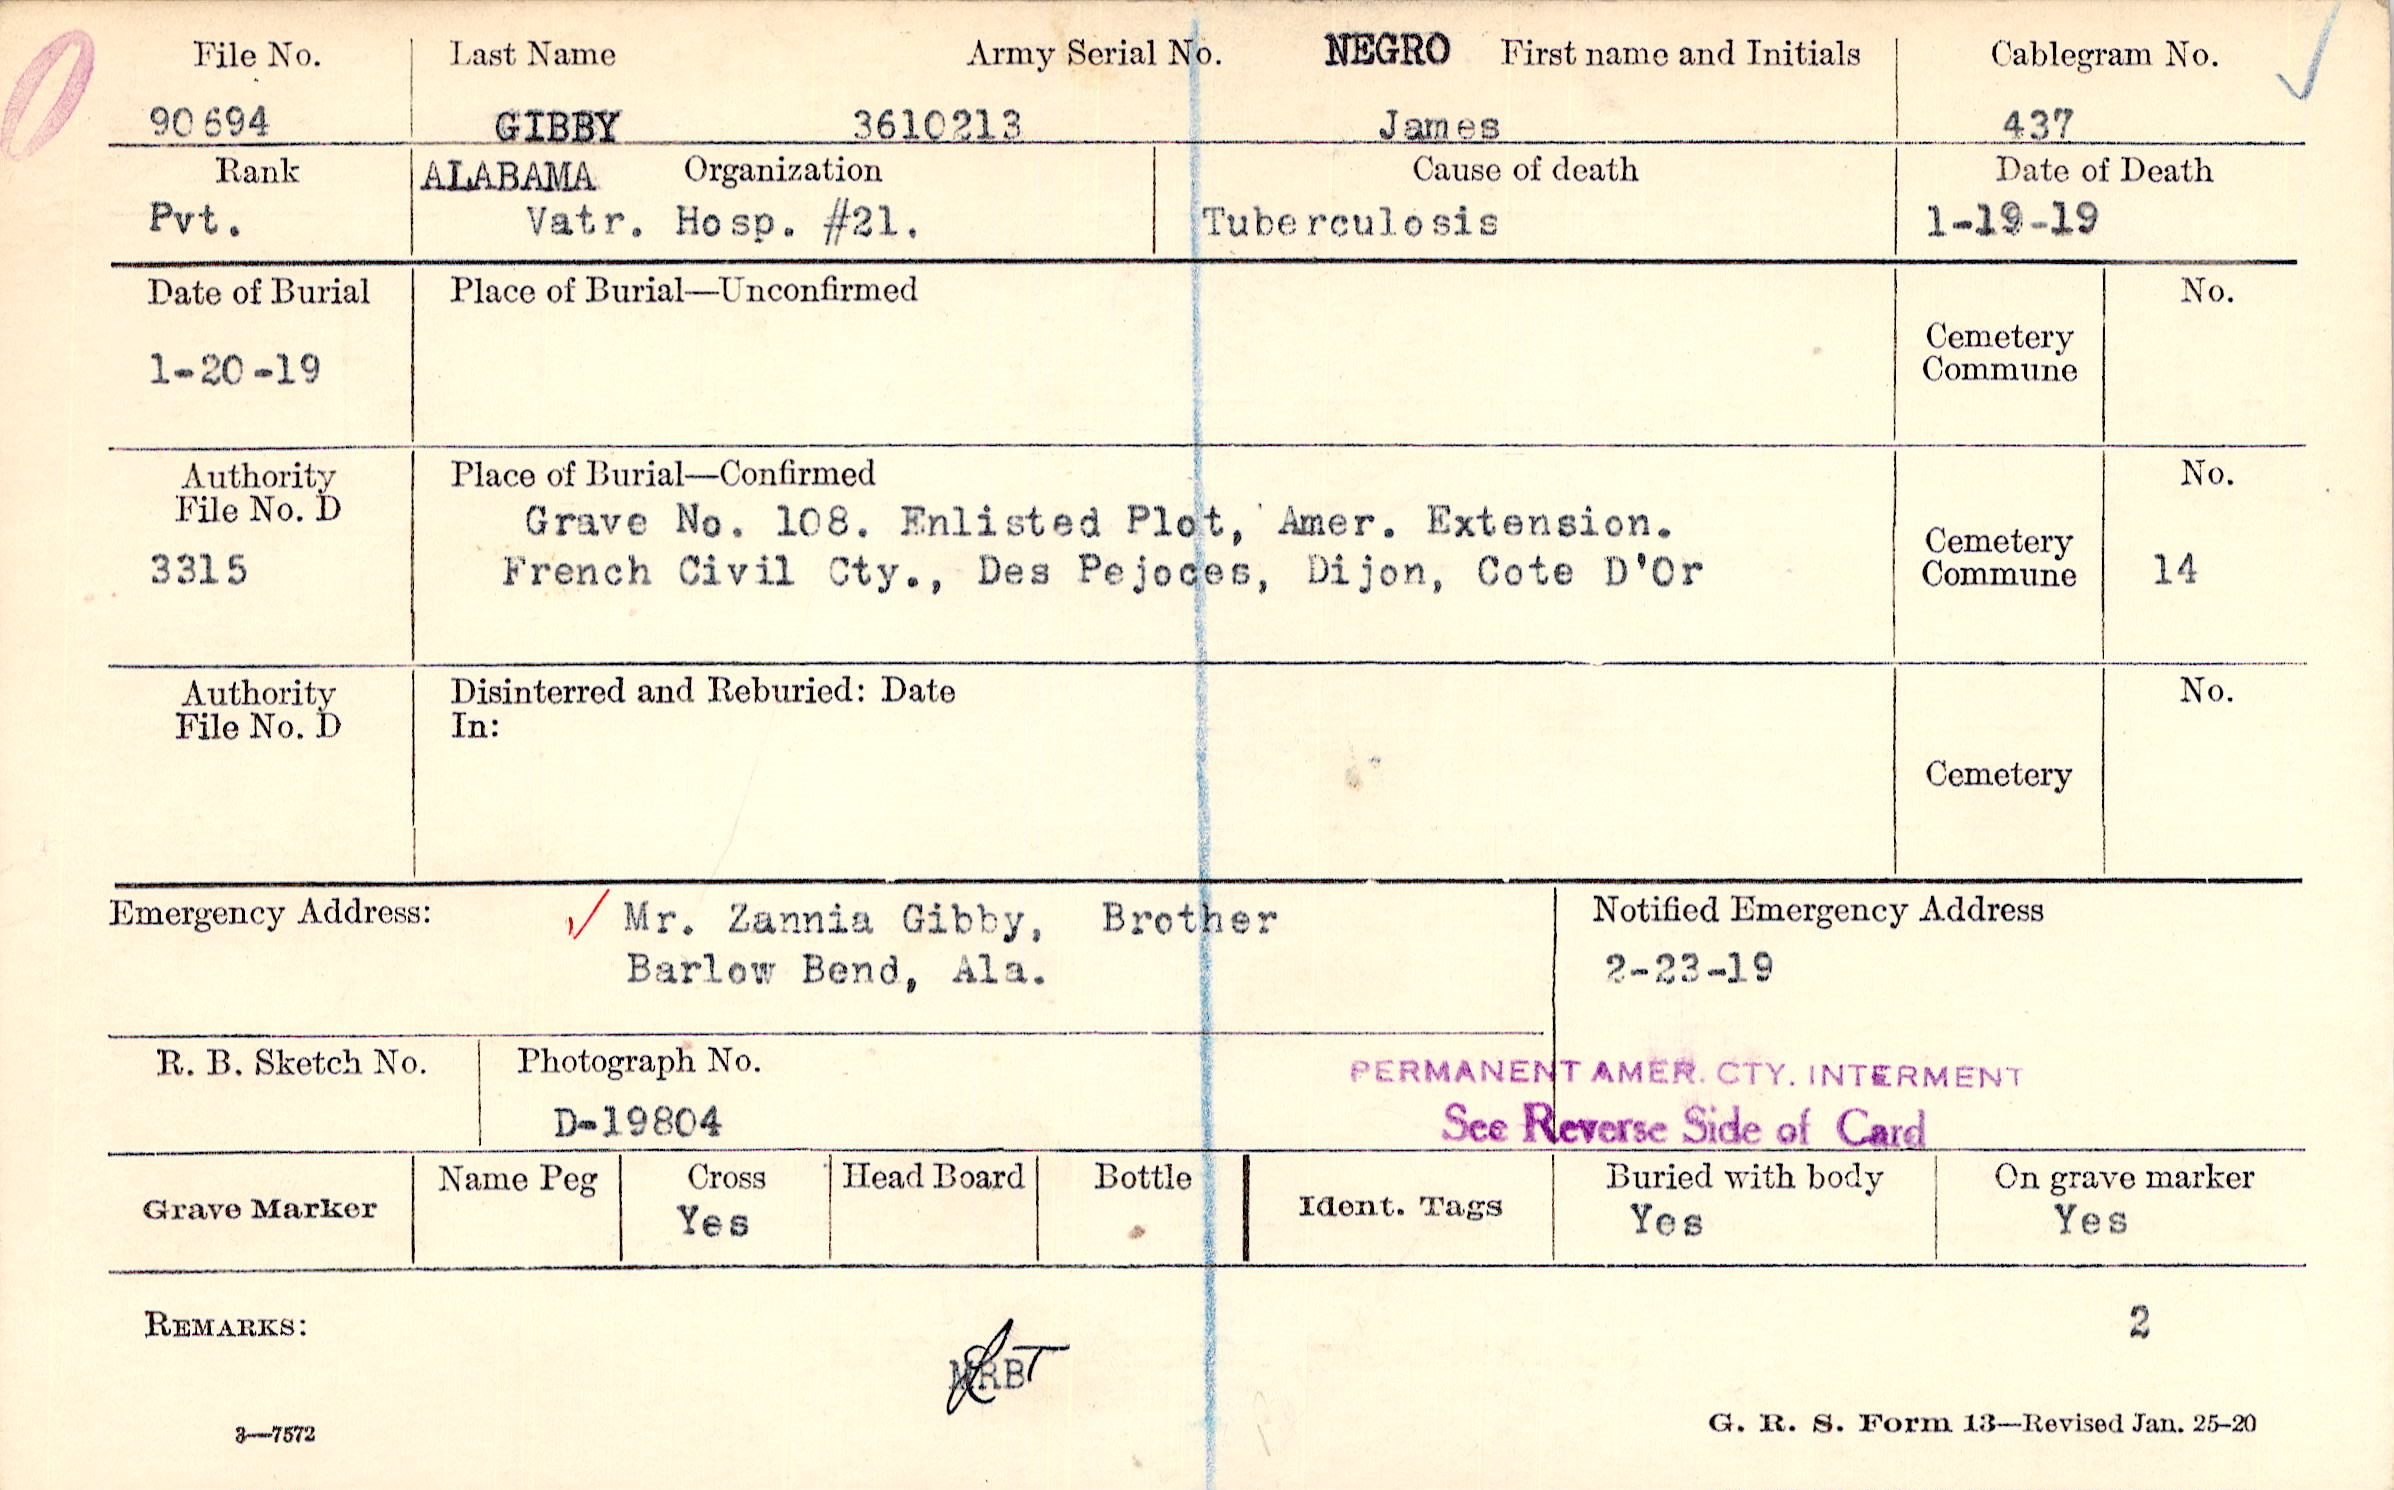 File No. Last Name Army Serial No. NEGRO First name and Initials Cablegram No.
90694 GIBBY 3610213 James 437
Rank ALABAMA Organization Cause of death Date of Death
Pvt. Vatr. Hosp. #21. Tuberculosis 1-19-19
Date of Burial Place of Burial—Unconfirmed No.
1-20-19
Cemetery
Commune
Authority Place of Burial—Confirmed No.
File No. D
Grave No. 108. Enlisted Plot, Amer. Extension.
3315 French Civil Cty., Des Pejoces, Dijon, Cote D'Or
Cemetery
Commune 14
Authority Disinterred and Reburied: Date No.
File No. D In:
Cemetery
Emergency Address: Mr. Zannia Gibby, Brother Notified Emergency Address
Barlow Bend, Ala. 2-23-19
R. B. Sketch No. Photograph No.
PERMANENT AMER. CTY. INTERMENT
D-19804 See Reverse Side of Card
Grave Marker Name Peg Cross Head Board Bottle Ident. Tags Buried with body On grave marker
Yes Yes Yes
REMARKS: 2
MRB
3—7572 G. R. S. Form 13—Revised Jan. 25-20